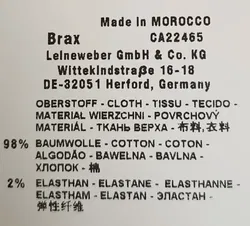 Made in MOROCCO
Brax CA22465
Leineweber GmbH & Co. KG
Wittekindstraße 16-18
DE-32051 Herford, Germany
OBERSTOFF - CLOTH - TISSU - TECIDO -
MATERIAŁ WIERZCHNI - POVRCHOVÝ
MATERIÁL - ТКАНЬ ВЕРХА - 布料,衣料
98% BAUMWOLLE - COTTON - COTON -
ALGODÃO - BAWEŁNA - BAVLNA -
ХЛОПОК - 棉
2% ELASTHAN - ELASTANE - ELASTHANNE -
ELASTHAM - ELASTAN - ЭЛАСТАН -
弹性纤维